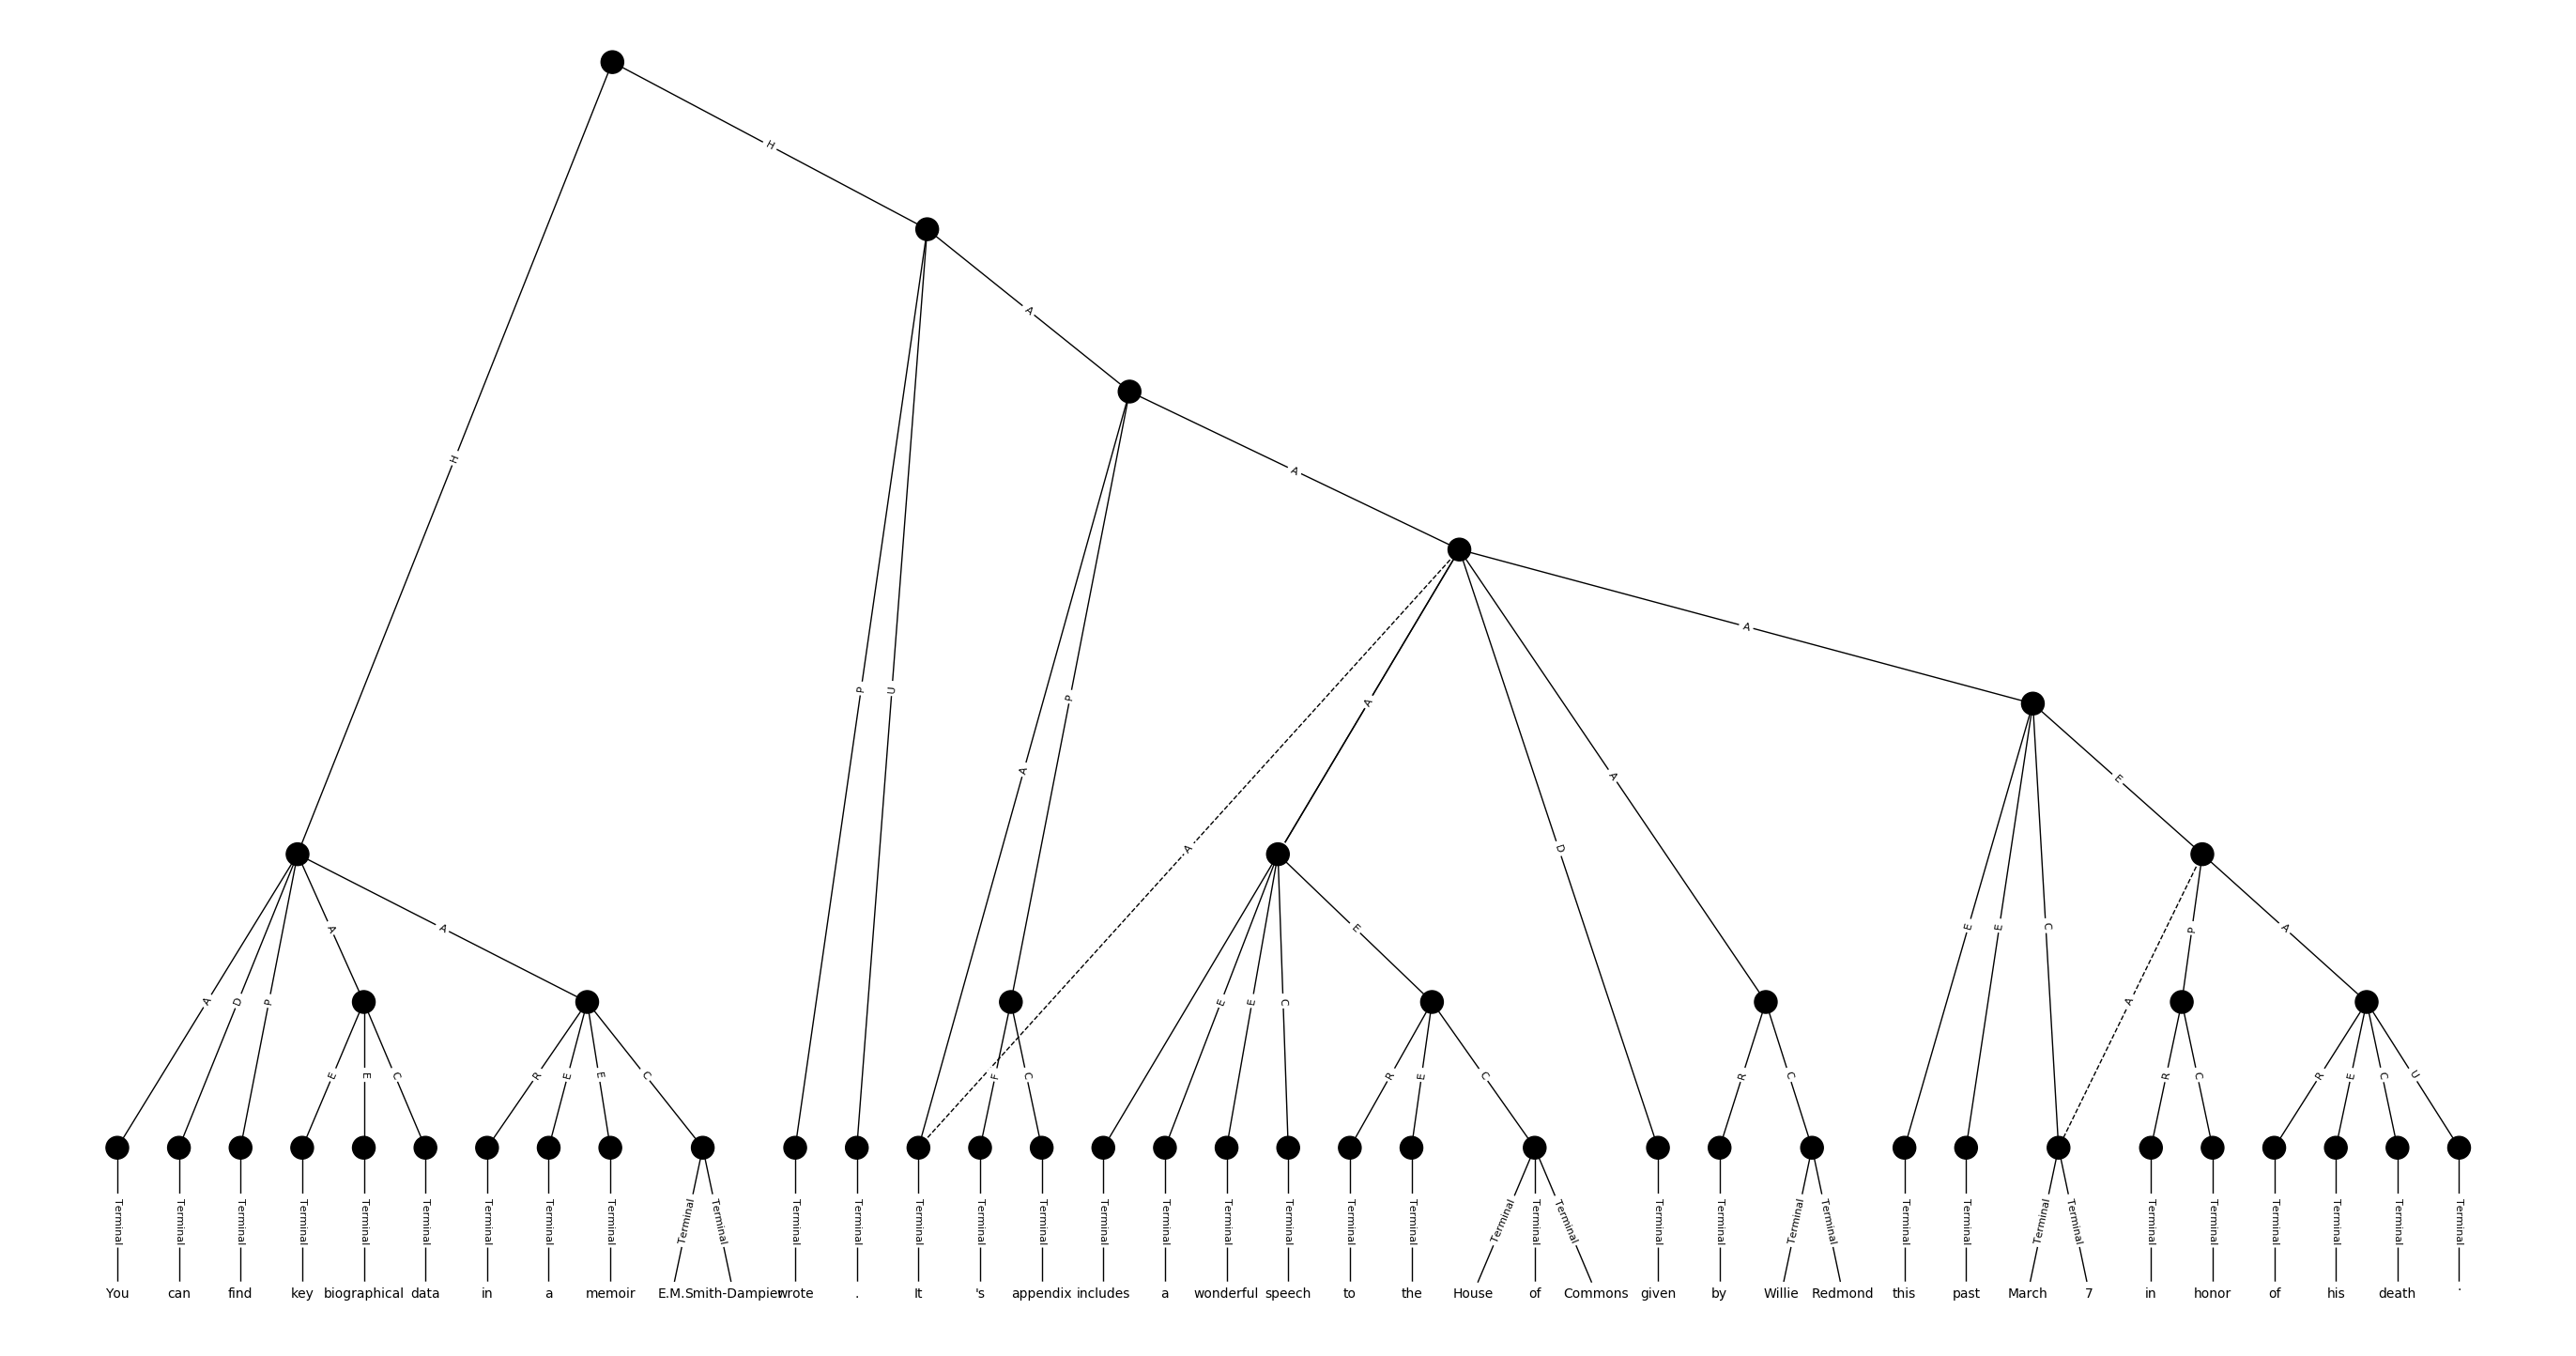 H
H
A
A
H
A
P
U
P
A
A
A
D
A
E
A
D
P
A
A
E
E
C
A
P
A
E
E
E
C
E
A
E
E
C
R
E
E
C
F
C
R
E
C
R
C
R
C
R
E
C
U
Terminal Terminal Terminal Terminal Terminal Terminal Terminal Terminal Terminal Terminal Terminal Terminal Terminal Terminal Terminal Terminal Terminal Terminal Terminal Terminal Terminal Terminal Terminal Terminal Terminal Terminal Terminal Terminal Terminal Terminal Terminal Terminal Terminal Terminal Terminal Terminal Terminal Terminal Terminal
You can find key biographical data in a memoir E.M. Smith-Dampier wrote . It 's appendix includes a wonderful speech to the House of Commons given by Willie Redmond this past March 7 in honor of his death .